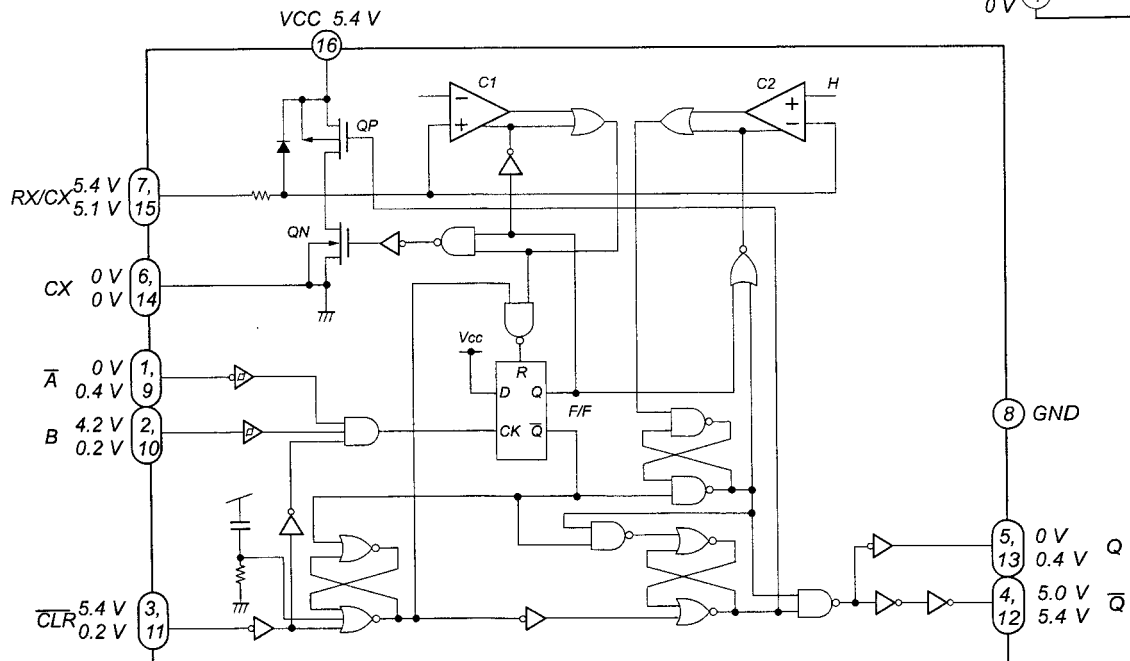 VCC 5.4 V
16
0 V
C1
C2
H
QP
RX/CX
5.4 V
5.1 V
7,
15
QN
CX
0 V
0 V
6,
14
Vcc
A
0 V
0.4 V
1,
9
R
D
Q
F/F
B
4.2 V
0.2 V
2,
10
CK
Q
8
GND
5,
13
0 V
0.4 V
Q
CLR
5.4 V
0.2 V
3,
11
4,
12
5.0 V
5.4 V
Q